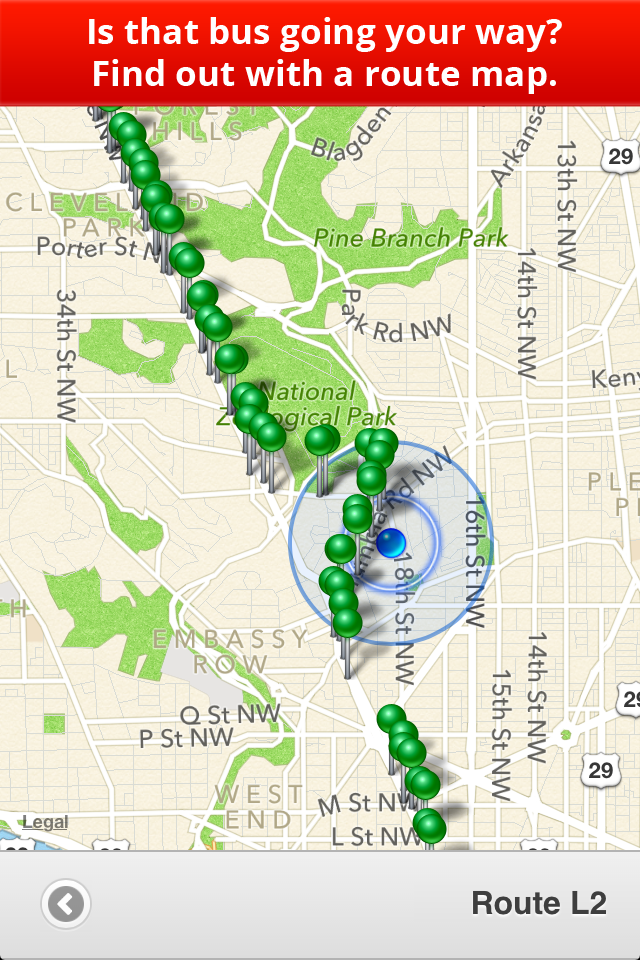 Is that bus going your way?
Find out with a route map.
FOREST
HILLS
Blagden
Arkansa
13th St NW
29
CLEVELAND
PARK
Porter St N
Pine Branch Park
14th St NW
34th St NW
Park Rd NW
L
Keny
National
Zoological Park
Rd NW
PLE
P
16th St NW
18th St NW
TH
EMBASSY
ROW
14th St NW
15th St NW
29
Q St NW
P St NW
29
WEST
END
M St NW
L St NW
Legal
Route L2